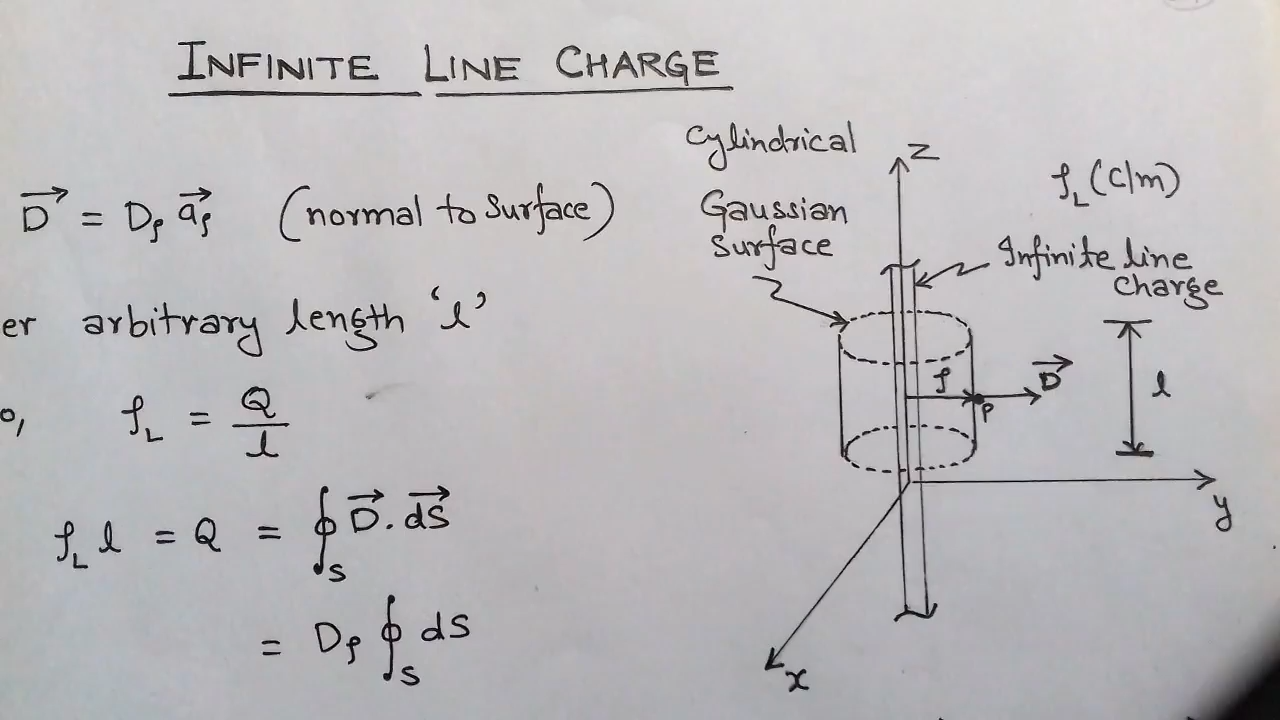 INFINITE LINE CHARGE
D⃗ = Dρ a⃗ρ (normal to Surface)
er arbitrary length 'l'
o, ρL = Q/l
ρL l = Q = ∮S D⃗ . dS⃗
= Dρ ∮S dS
Cylindrical
Gaussian
Surface
z
ρL (C/m)
Infinite line
charge
ρ
P
D⃗
l
y
x